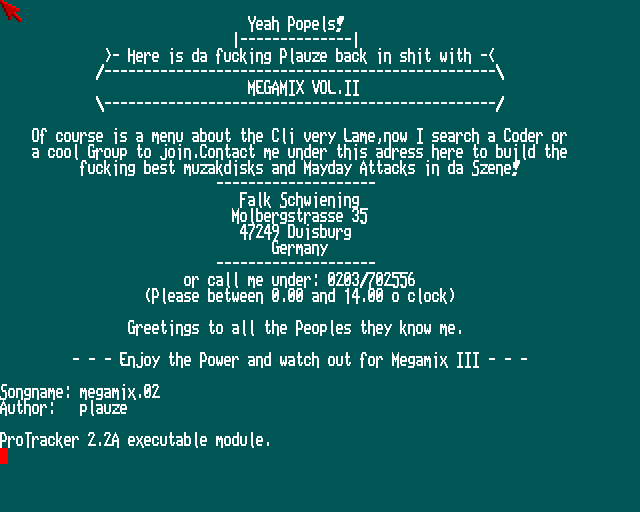 Yeah Popels!
|--------------|
>- Here is da fucking Plauze back in shit with -<
/-------------------------------------------------\
MEGAMIX VOL.II
\-------------------------------------------------/
Of course is a menu about the Cli very Lame,now I search a Coder or
a cool Group to join.Contact me under this adress here to build the
fucking best muzakdisks and Mayday Attacks in da Szene!
--------------------
Falk Schwiening
Molbergstrasse 35
47249 Duisburg
Germany
--------------------
or call me under: 0203/702556
(Please between 0.00 and 14.00 o clock)
Greetings to all the Peoples they know me.
- - - Enjoy the Power and watch out for Megamix III - - -
Songname: megamix.02
Author:   plauze
ProTracker 2.2A executable module.